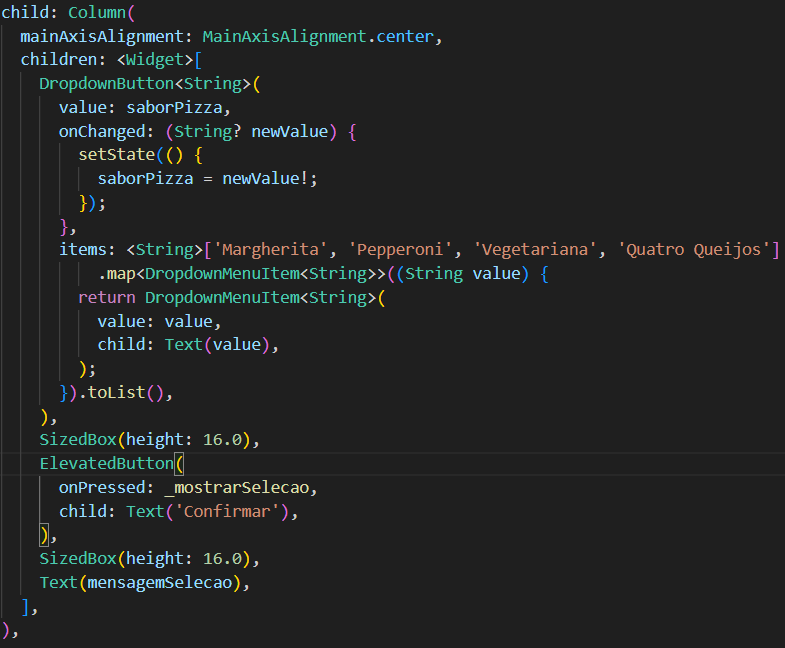 child: Column(
  mainAxisAlignment: MainAxisAlignment.center,
  children: <Widget>[
    DropdownButton<String>(
      value: saborPizza,
      onChanged: (String? newValue) {
        setState(() {
          saborPizza = newValue!;
        });
      },
      items: <String>['Margherita', 'Pepperoni', 'Vegetariana', 'Quatro Queijos']
          .map<DropdownMenuItem<String>>((String value) {
        return DropdownMenuItem<String>(
          value: value,
          child: Text(value),
        );
      }).toList(),
    ),
    SizedBox(height: 16.0),
    ElevatedButton(
      onPressed: _mostrarSelecao,
      child: Text('Confirmar'),
    ),
    SizedBox(height: 16.0),
    Text(mensagemSelecao),
  ],
),